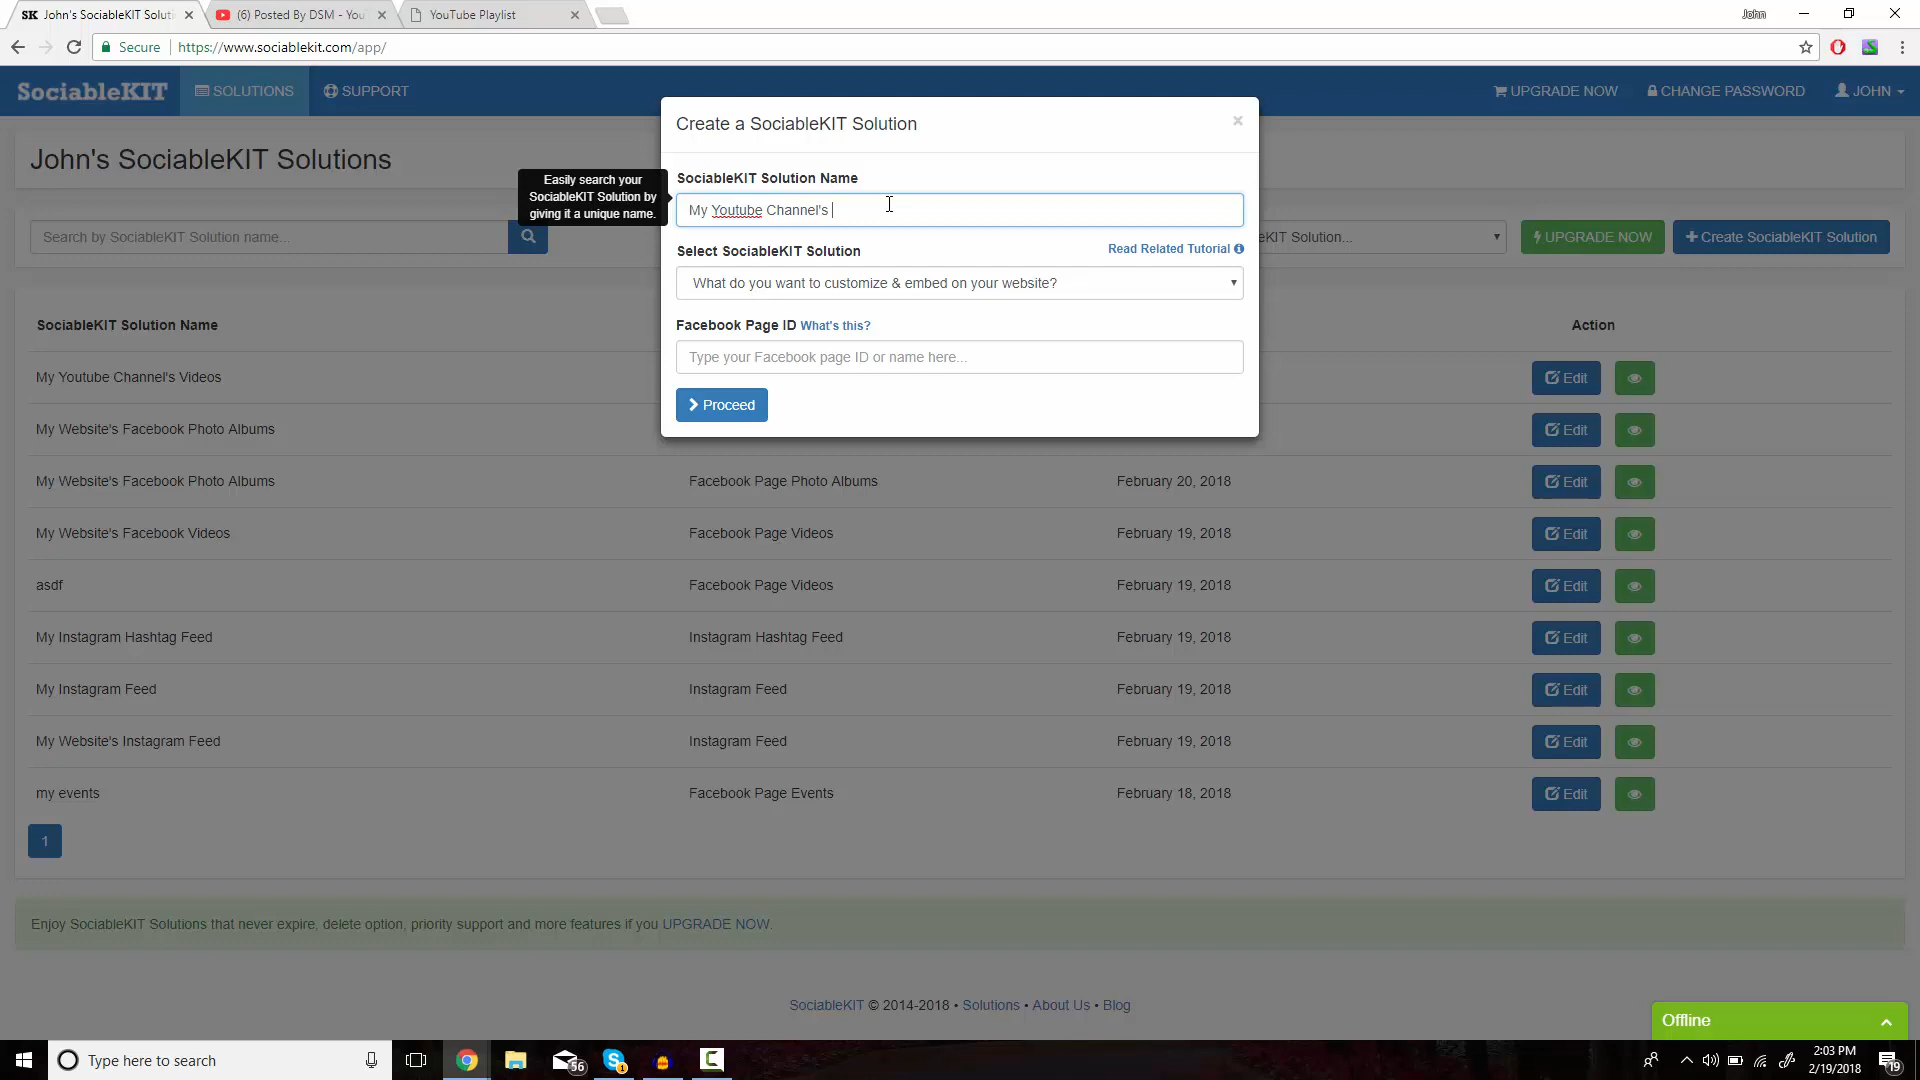 SK John's SociableKIT Soluti
(6) Posted By DSM - You
YouTube Playlist
John
Secure
https://www.sociablekit.com/app/
SociableKIT
SOLUTIONS
SUPPORT
UPGRADE NOW
CHANGE PASSWORD
JOHN
Create a SociableKIT Solution
×
John's SociableKIT Solutions
Easily search your
SociableKIT Solution by
giving it a unique name.
SociableKIT Solution Name
My Youtube Channel's
Search by SociableKIT Solution name...
eKIT Solution...
UPGRADE NOW
Create SociableKIT Solution
Select SociableKIT Solution
Read Related Tutorial
What do you want to customize & embed on your website?
Facebook Page ID What's this?
Type your Facebook page ID or name here...
Proceed
SociableKIT Solution Name
Action
My Youtube Channel's Videos
Edit
My Website's Facebook Photo Albums
Edit
My Website's Facebook Photo Albums
Facebook Page Photo Albums
February 20, 2018
Edit
My Website's Facebook Videos
Facebook Page Videos
February 19, 2018
Edit
asdf
Facebook Page Videos
February 19, 2018
Edit
My Instagram Hashtag Feed
Instagram Hashtag Feed
February 19, 2018
Edit
My Instagram Feed
Instagram Feed
February 19, 2018
Edit
My Website's Instagram Feed
Instagram Feed
February 19, 2018
Edit
my events
Facebook Page Events
February 18, 2018
Edit
1
Enjoy SociableKIT Solutions that never expire, delete option, priority support and more features if you UPGRADE NOW.
SociableKIT © 2014-2018 • Solutions • About Us • Blog
Offline
Type here to search
56
1
2:03 PM
2/19/2018
19